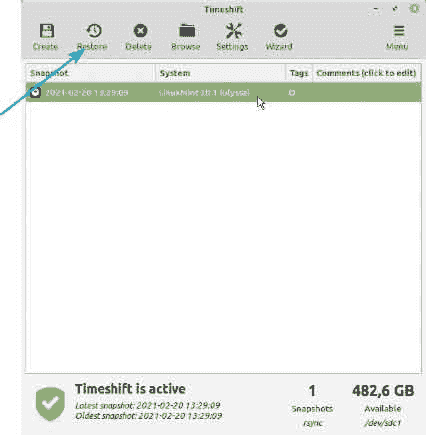 Timeshift
Create Restore Delete Browse Settings Wizard Menu
Snapshot System Tags Comments (click to edit)
2021-02-20 13:29:09 LinuxMint 20.1 (ulyssa) O
Timeshift is active
Latest snapshot: 2021-02-20 13:29:09
Oldest snapshot: 2021-02-20 13:29:09
1 482,6 GB
Snapshots Available
rsync /dev/sdc1